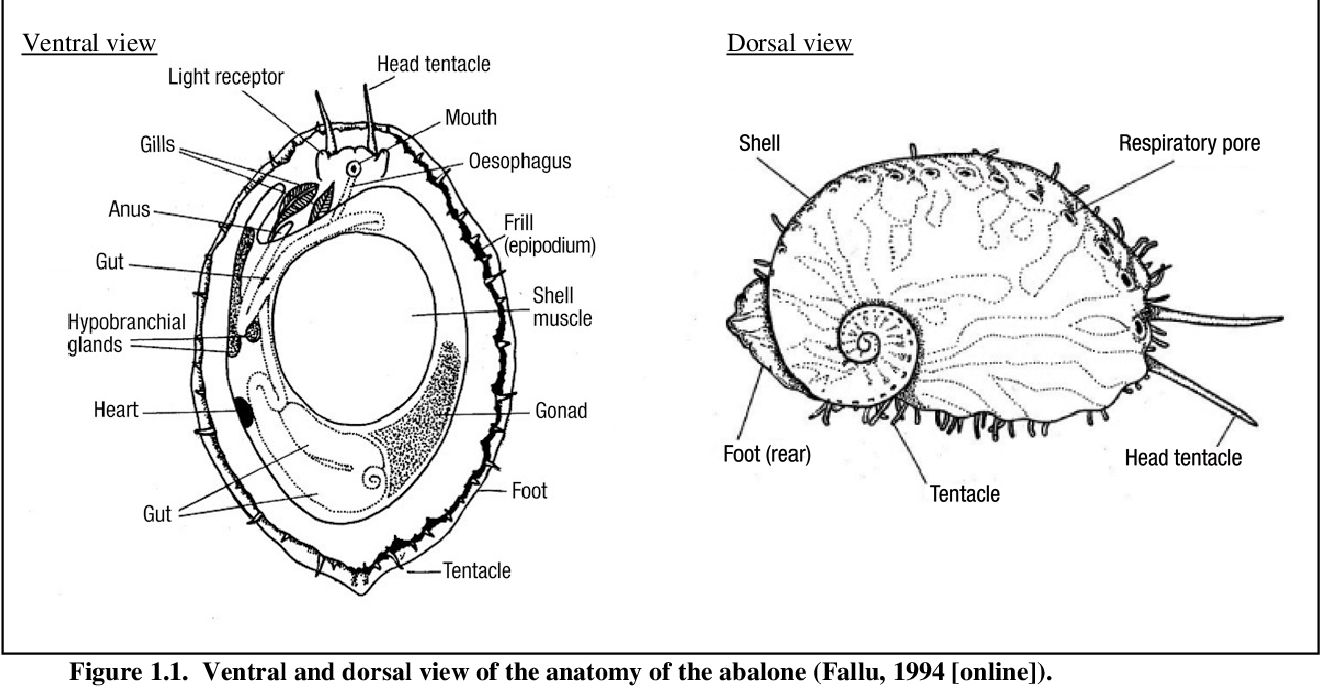 Ventral view
Dorsal view
Head tentacle
Light receptor
Mouth
Gills
Oesophagus
Anus
Frill
(epipodium)
Gut
Shell
muscle
Hypobranchial
glands
Heart
Gonad
Gut
Foot
Tentacle
Shell
Respiratory pore
Foot (rear)
Head tentacle
Tentacle
Figure 1.1. Ventral and dorsal view of the anatomy of the abalone (Fallu, 1994 [online]).